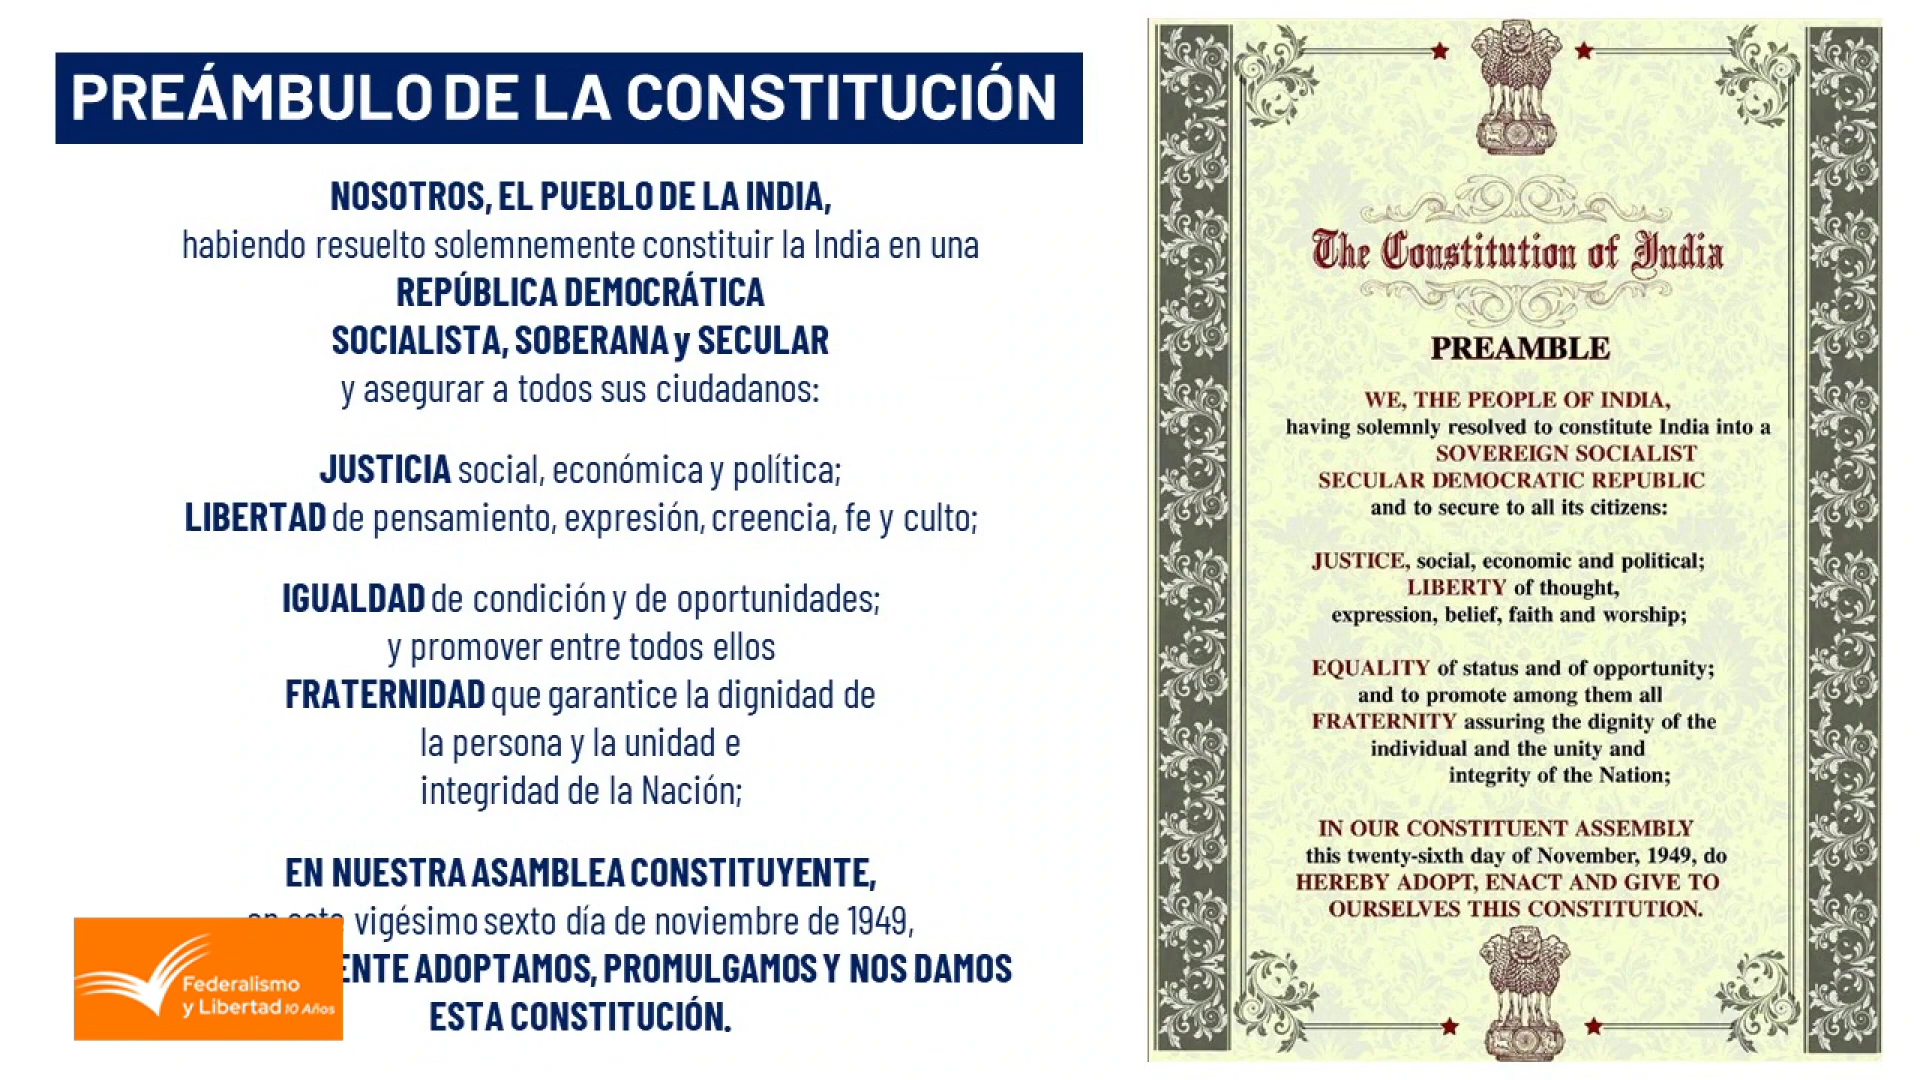 PREÁMBULO DE LA CONSTITUCIÓN
NOSOTROS, EL PUEBLO DE LA INDIA,
habiendo resuelto solemnemente constituir la India en una
REPÚBLICA DEMOCRÁTICA
SOCIALISTA, SOBERANA y SECULAR
y asegurar a todos sus ciudadanos:
JUSTICIA social, económica y política;
LIBERTAD de pensamiento, expresión, creencia, fe y culto;
IGUALDAD de condición y de oportunidades;
y promover entre todos ellos
FRATERNIDAD que garantice la dignidad de
la persona y la unidad e
integridad de la Nación;
EN NUESTRA ASAMBLEA CONSTITUYENTE,
vigésimo sexto día de noviembre de 1949,
ENTE ADOPTAMOS, PROMULGAMOS Y NOS DAMOS
ESTA CONSTITUCIÓN.
Federalismo
y Libertad 10 Años
The Constitution of India
PREAMBLE
WE, THE PEOPLE OF INDIA,
having solemnly resolved to constitute India into a
SOVEREIGN SOCIALIST
SECULAR DEMOCRATIC REPUBLIC
and to secure to all its citizens:
JUSTICE, social, economic and political;
LIBERTY of thought,
expression, belief, faith and worship;
EQUALITY of status and of opportunity;
and to promote among them all
FRATERNITY assuring the dignity of the
individual and the unity and
integrity of the Nation;
IN OUR CONSTITUENT ASSEMBLY
this twenty-sixth day of November, 1949, do
HEREBY ADOPT, ENACT AND GIVE TO
OURSELVES THIS CONSTITUTION.